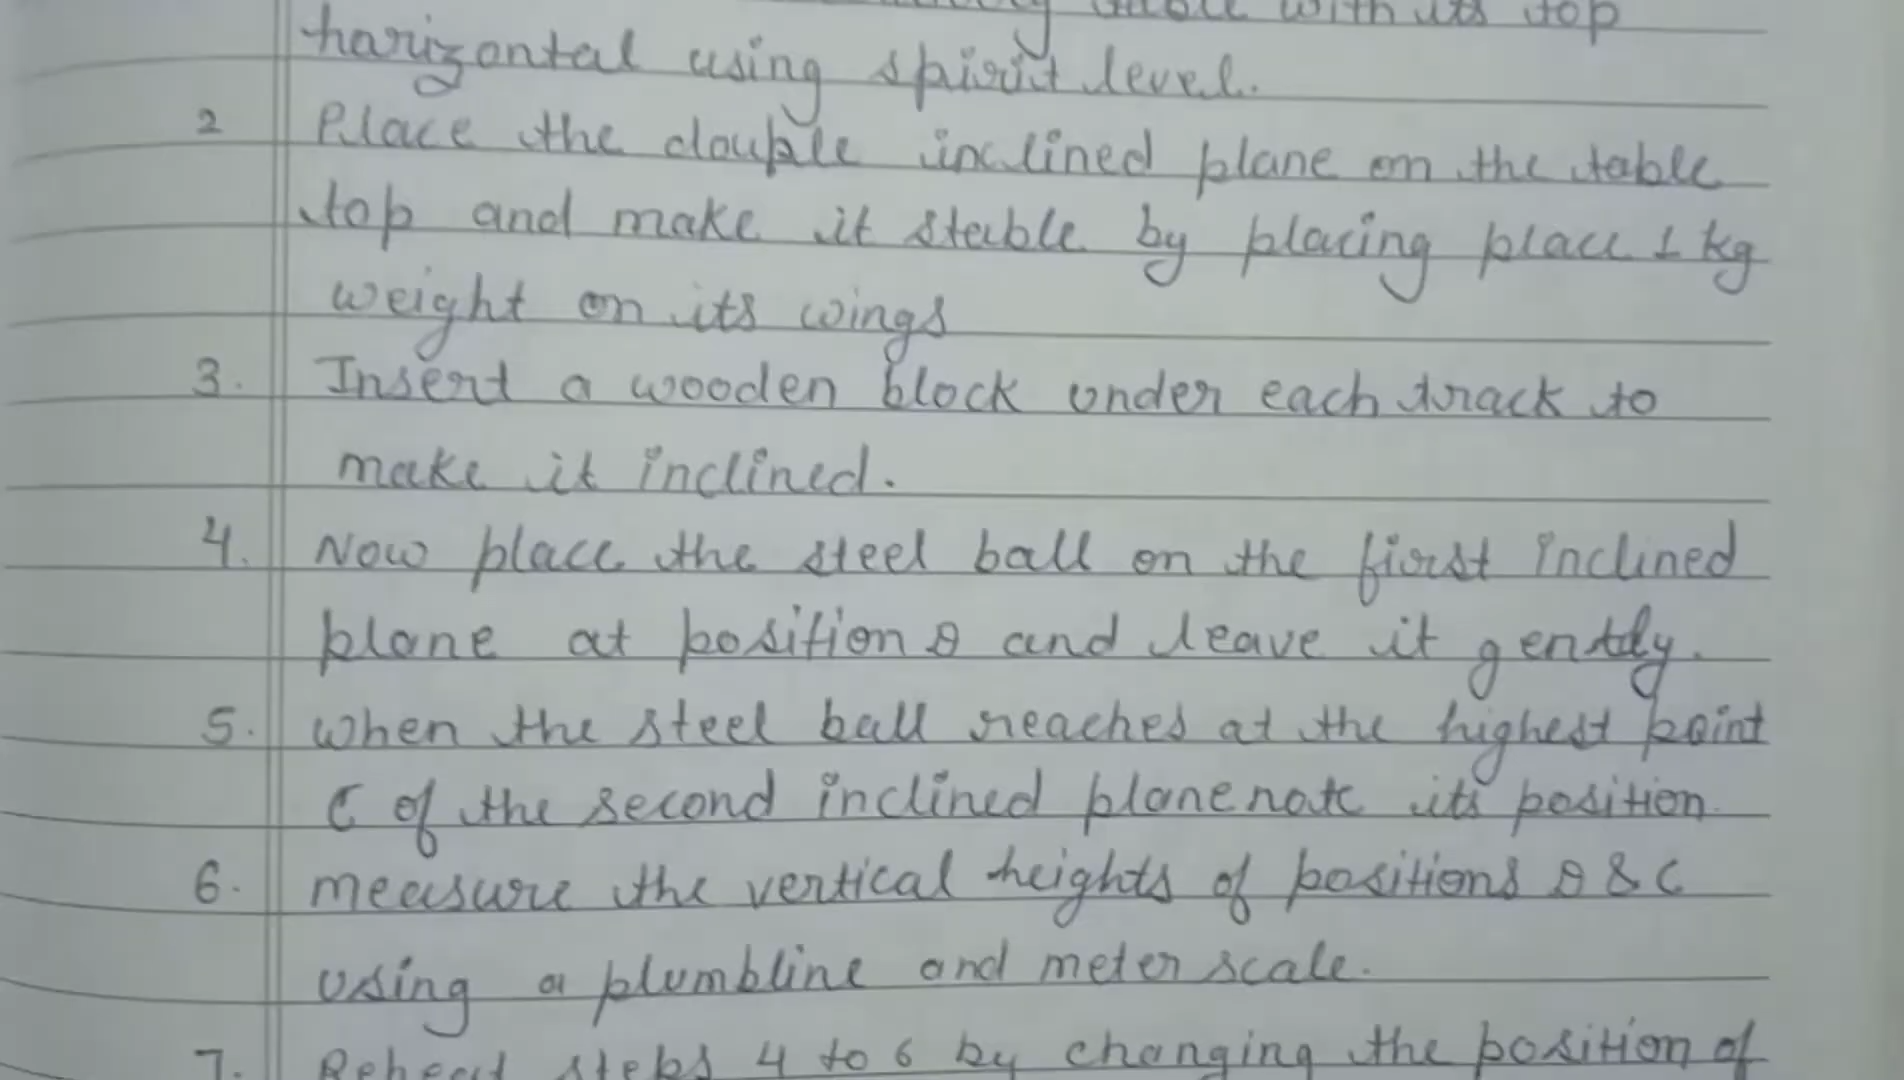 table with its top
harizontal using spirit level.
2 Place the double inclined plane on the table
top and make it stable by placing place 1 kg
weight on its wings
3. Insert a wooden block under each track to
make it inclined.
4. Now place the steel ball on the first inclined
plane at position A and leave it gently.
5. When the steel ball reaches at the highest point
C of the second inclined plane note its position.
6. measure the vertical heights of positions A & C
using a plumbline and meter scale.
7. Repeat steps 4 to 6 by changing the position of